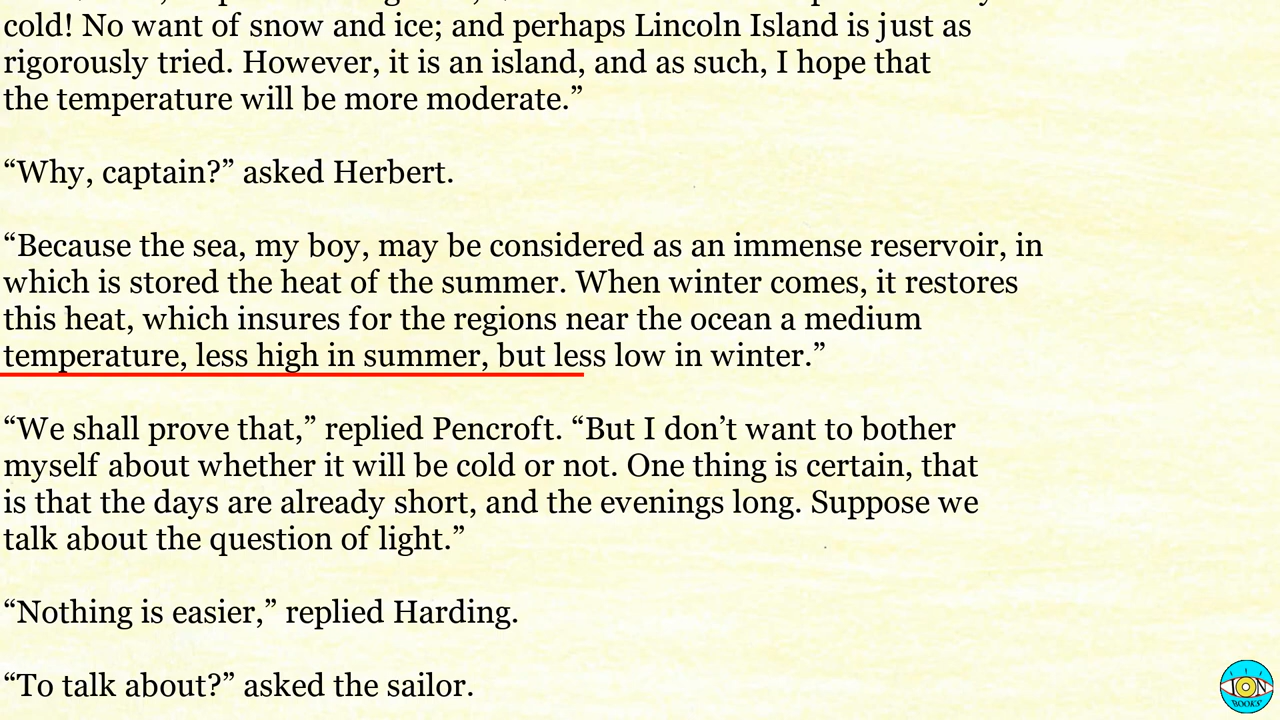 cold! No want of snow and ice; and perhaps Lincoln Island is just as
rigorously tried. However, it is an island, and as such, I hope that
the temperature will be more moderate.”
“Why, captain?” asked Herbert.
“Because the sea, my boy, may be considered as an immense reservoir, in
which is stored the heat of the summer. When winter comes, it restores
this heat, which insures for the regions near the ocean a medium
temperature, less high in summer, but less low in winter.”
“We shall prove that,” replied Pencroft. “But I don’t want to bother
myself about whether it will be cold or not. One thing is certain, that
is that the days are already short, and the evenings long. Suppose we
talk about the question of light.”
“Nothing is easier,” replied Harding.
“To talk about?” asked the sailor.
ION
BOOKS